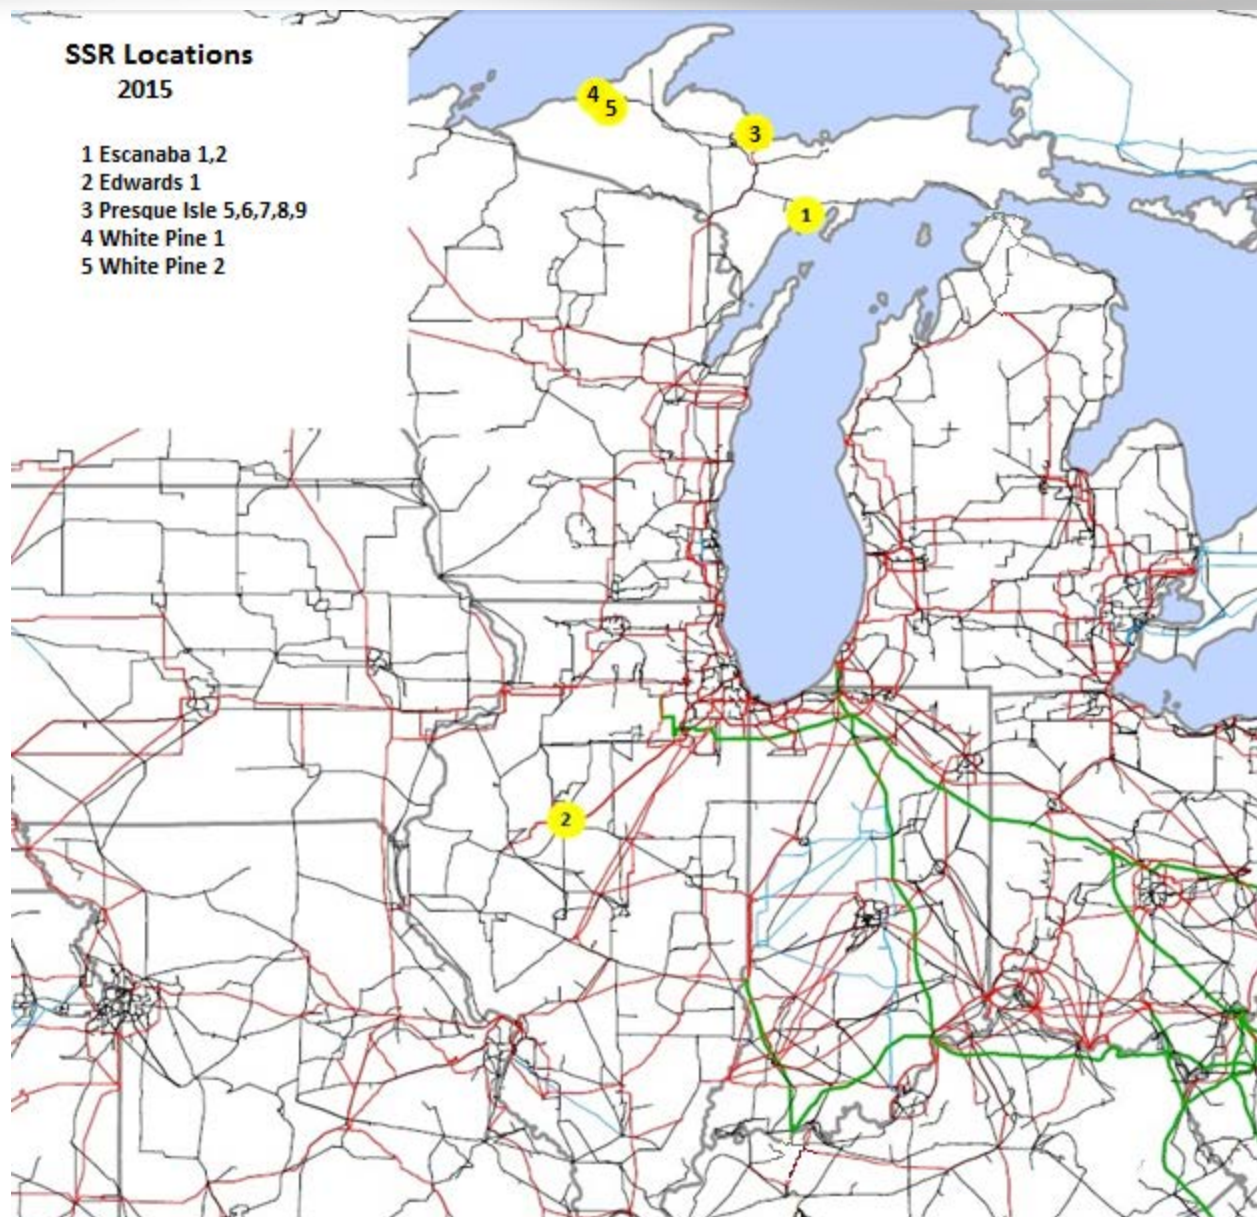 SSR Locations
2015
1 Escanaba 1,2
2 Edwards 1
3 Presque Isle 5,6,7,8,9
4 White Pine 1
5 White Pine 2
4
5
3
1
2